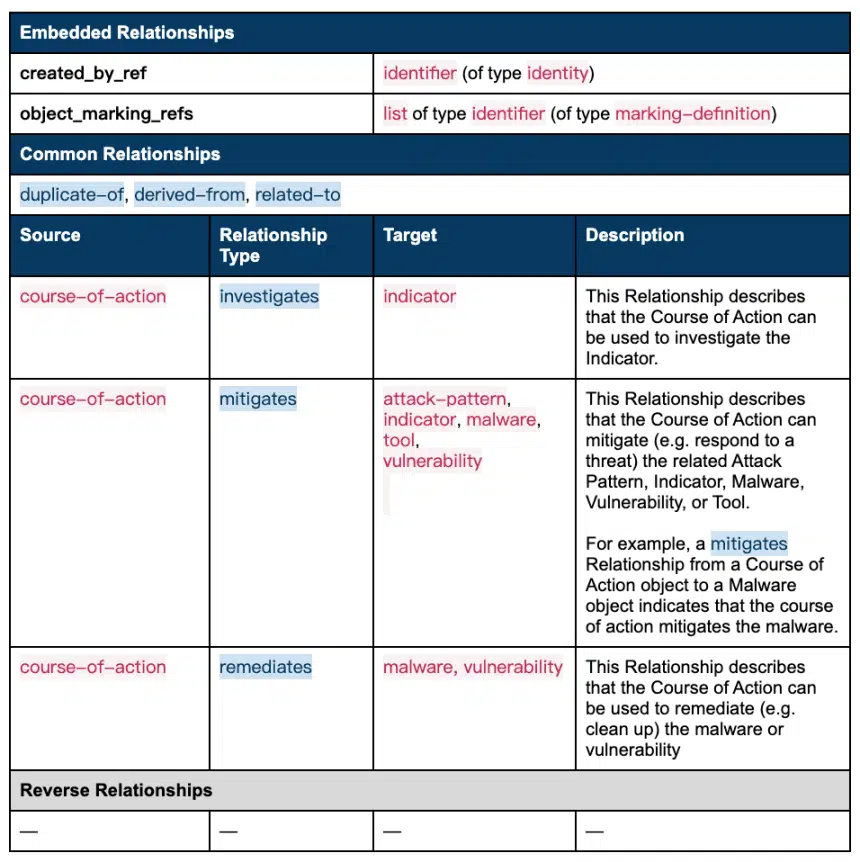 Embedded Relationships
created_by_ref
identifier (of type identity)
object_marking_refs
list of type identifier (of type marking-definition)
Common Relationships
duplicate-of, derived-from, related-to
Source
Relationship
Type
Target
Description
course-of-action
investigates
indicator
This Relationship describes
that the Course of Action can
be used to investigate the
Indicator.
course-of-action
mitigates
attack-pattern,
indicator, malware,
tool,
vulnerability
This Relationship describes
that the Course of Action can
mitigate (e.g. respond to a
threat) the related Attack
Pattern, Indicator, Malware,
Vulnerability, or Tool.
For example, a mitigates
Relationship from a Course of
Action object to a Malware
object indicates that the course
of action mitigates the malware.
course-of-action
remediates
malware, vulnerability
This Relationship describes
that the Course of Action can
be used to remediate (e.g.
clean up) the malware or
vulnerability
Reverse Relationships
—
—
—
—